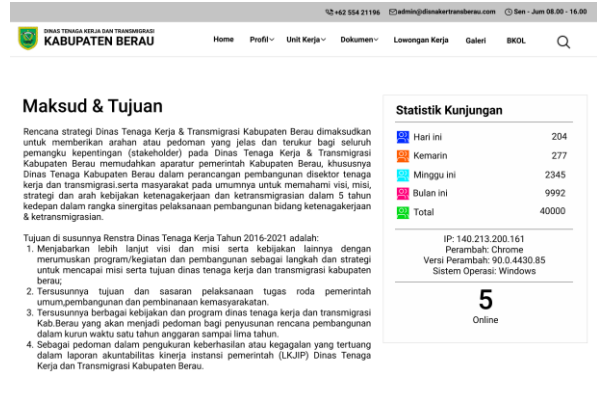 +62 554 21196 admin@disnakertransberau.com Sen - Jum 08.00 - 16.00
DINAS TENAGA KERJA DAN TRANSMIGRASI
KABUPATEN BERAU
Home Profil Unit Kerja Dokumen Lowongan Kerja Galeri BKOL
Maksud & Tujuan
Rencana strategi Dinas Tenaga Kerja & Transmigrasi Kabupaten Berau dimaksudkan
untuk memberikan arahan atau pedoman yang jelas dan terukur bagi seluruh
pemangku kepentingan (stakeholder) pada Dinas Tenaga Kerja & Transmigrasi
Kabupaten Berau memudahkan aparatur pemerintah Kabupaten Berau, khususnya
Dinas Tenaga Kabupaten Berau dalam perancangan pembangunan disektor tenaga
kerja dan transmigrasi.serta masyarakat pada umumnya untuk memahami visi, misi,
strategi dan arah kebijakan ketenagakerjaan dan ketransmigrasian dalam 5 tahun
kedepan dalam rangka sinergitas pelaksanaan pembangunan bidang ketenagakerjaan
& ketransmigrasian.
Tujuan di susunnya Renstra Dinas Tenaga Kerja Tahun 2016-2021 adalah:
1. Menjabarkan lebih lanjut visi dan misi serta kebijakan lainnya dengan
merumuskan program/kegiatan dan pembangunan sebagai langkah dan strategi
untuk mencapai misi serta tujuan dinas tenaga kerja dan transmigrasi kabupaten
berau;
2. Tersusunnya tujuan dan sasaran pelaksanaan tugas roda pemerintah
umum,pembangunan dan pembinanaan kemasyarakatan.
3. Tersusunnya berbagai kebijakan dan program dinas tenaga kerja dan transmigrasi
Kab.Berau yang akan menjadi pedoman bagi penyusunan rencana pembangunan
dalam kurun waktu satu tahun anggaran sampai lima tahun.
4. Sebagai pedoman dalam pengukuran keberhasilan atau kegagalan yang tertuang
dalam laporan akuntabilitas kinerja instansi pemerintah (LKJIP) Dinas Tenaga
Kerja dan Transmigrasi Kabupaten Berau.
Statistik Kunjungan
Hari ini 204
Kemarin 277
Minggu ini 2345
Bulan ini 9992
Total 40000
IP: 140.213.200.161
Perambah: Chrome
Versi Perambah: 90.0.4430.85
Sistem Operasi: Windows
5
Online